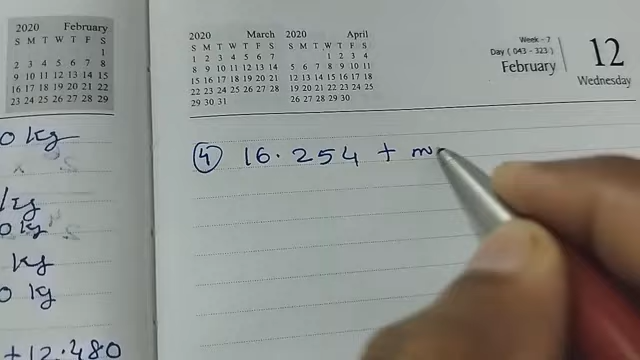 2020 February
S M T W T F S
1
2 3 4 5 6 7 8
9 10 11 12 13 14 15
16 17 18 19 20 21 22
23 24 25 26 27 28 29
0 kg
kg
0 kg
kg
0 kg
+12.480
2020 March
S M T W T F S
1 2 3 4 5 6 7
8 9 10 11 12 13 14
15 16 17 18 19 20 21
22 23 24 25 26 27 28
29 30 31
2020 April
S M T W T F S
1 2 3 4
5 6 7 8 9 10 11
12 13 14 15 16 17 18
19 20 21 22 23 24 25
26 27 28 29 30
Week - 7
Day (043 - 323)
February
12
Wednesday
4 16.254 + m